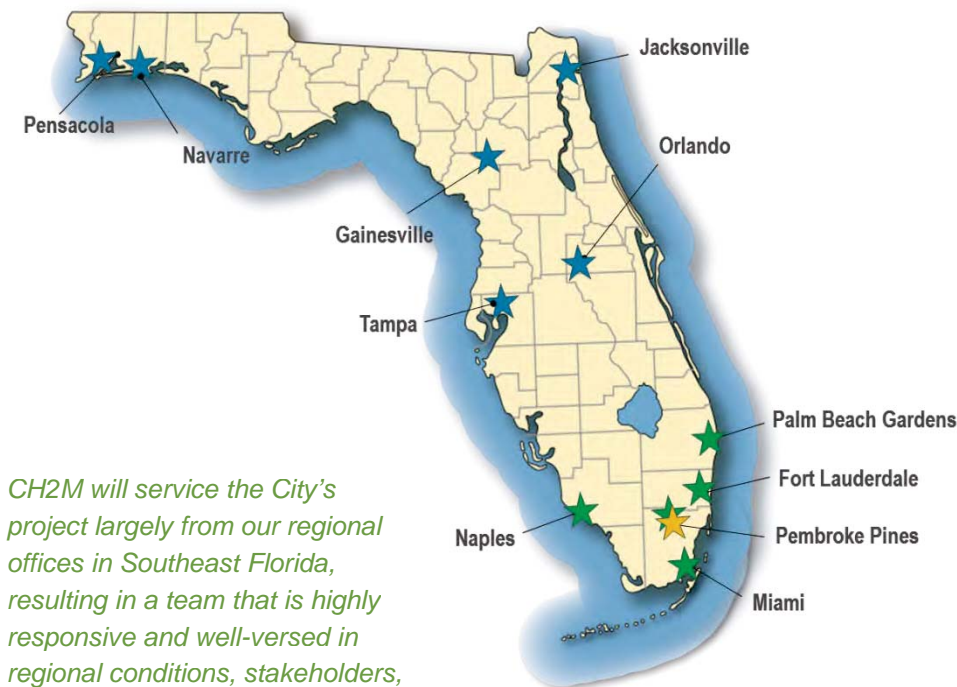 Jacksonville
Pensacola
Navarre
Orlando
Gainesville
Tampa
Palm Beach Gardens
Fort Lauderdale
Naples
Pembroke Pines
Miami
CH2M will service the City’s
project largely from our regional
offices in Southeast Florida,
resulting in a team that is highly
responsive and well-versed in
regional conditions, stakeholders,